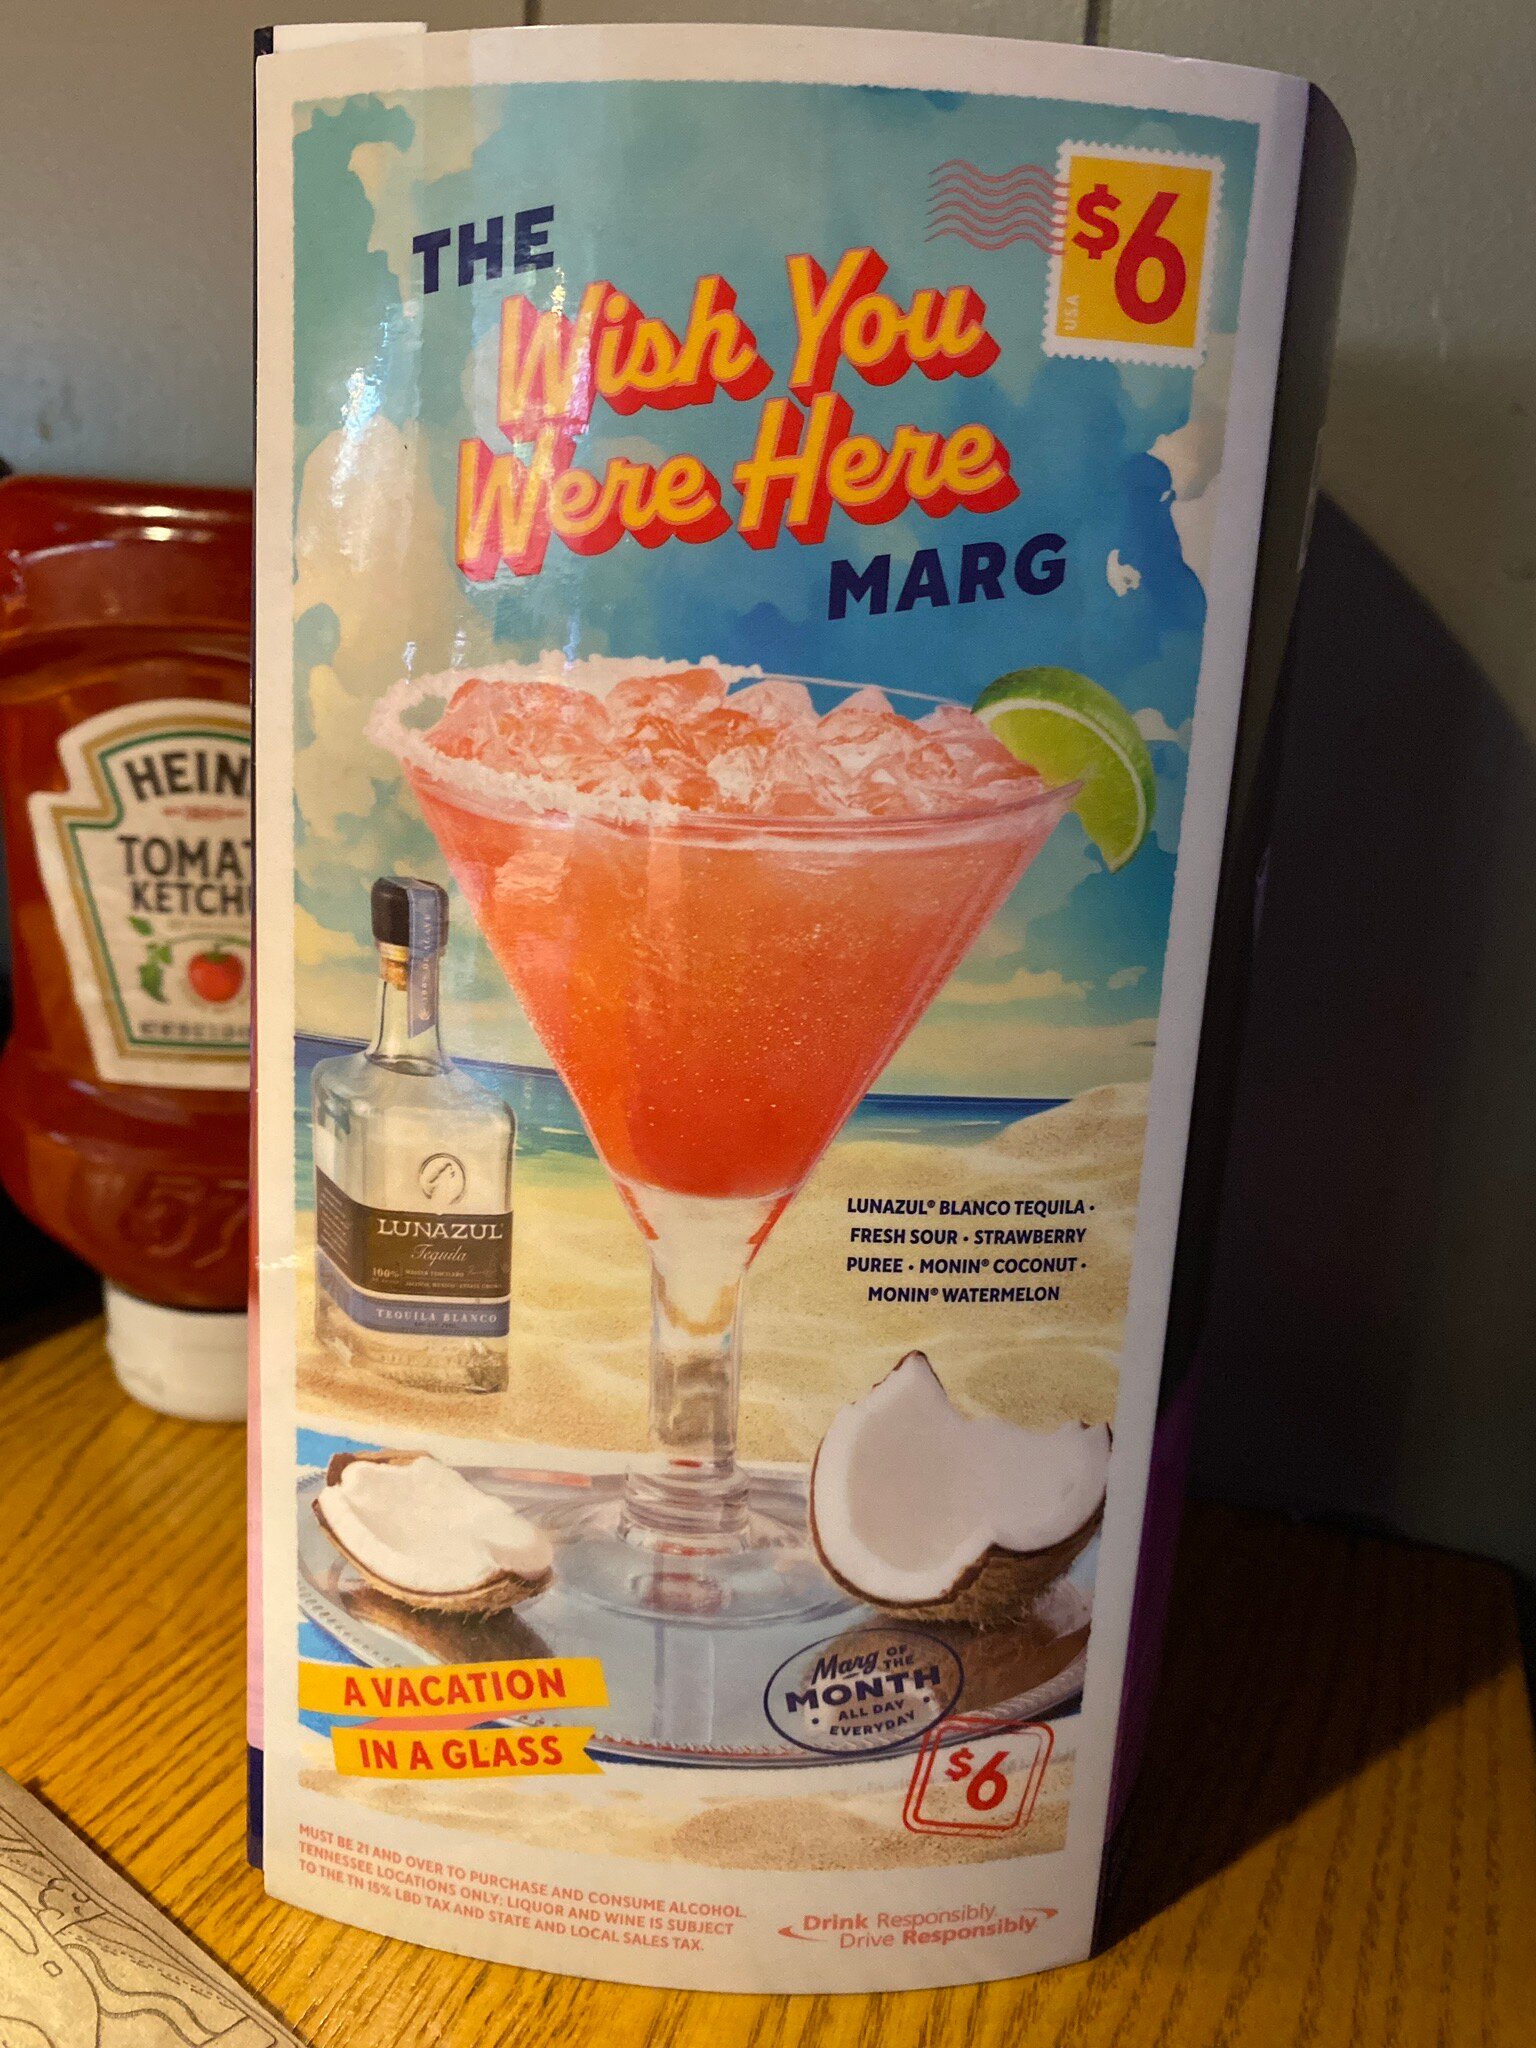 THE
Wish You
Were Here
MARG
$6
USA
HEIN
TOMAT
KETCHU
57
LUNAZUL
Tequila
100%
TEQUILA BLANCO
LUNAZUL® BLANCO TEQUILA •
FRESH SOUR • STRAWBERRY
PUREE • MONIN® COCONUT •
MONIN® WATERMELON
A VACATION
IN A GLASS
Marg OF THE
MONTH
• ALL DAY •
EVERYDAY
$6
MUST BE 21 AND OVER TO PURCHASE AND CONSUME ALCOHOL.
TENNESSEE LOCATIONS ONLY: LIQUOR AND WINE IS SUBJECT
TO THE TN 15% LBD TAX AND STATE AND LOCAL SALES TAX.
Drink Responsibly.
Drive Responsibly.